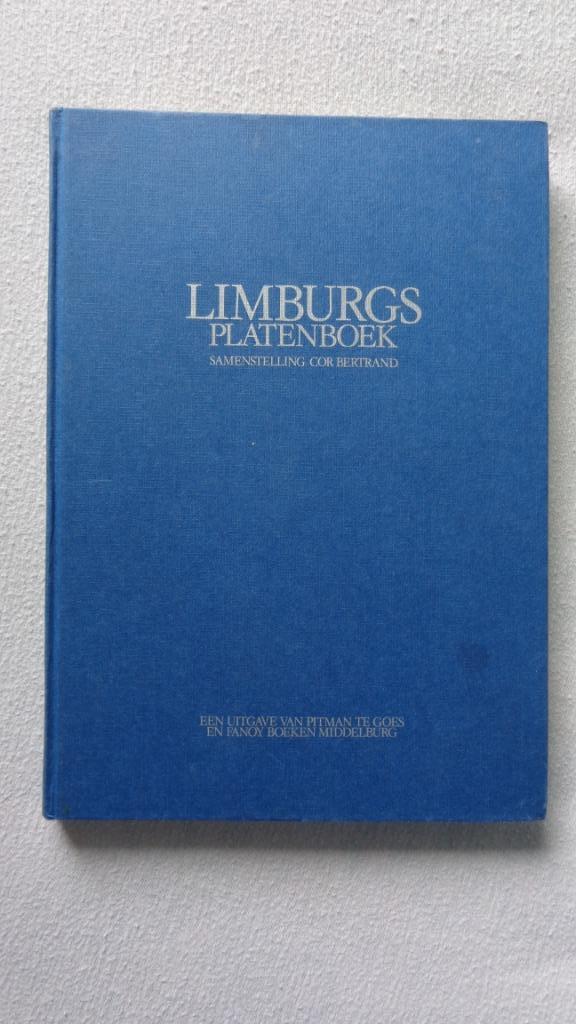 LIMBURGS
PLATENBOEK
SAMENSTELLING COR BERTRAND
EEN UITGAVE VAN PITMAN TE GOES
EN FANOY BOEKEN MIDDELBURG